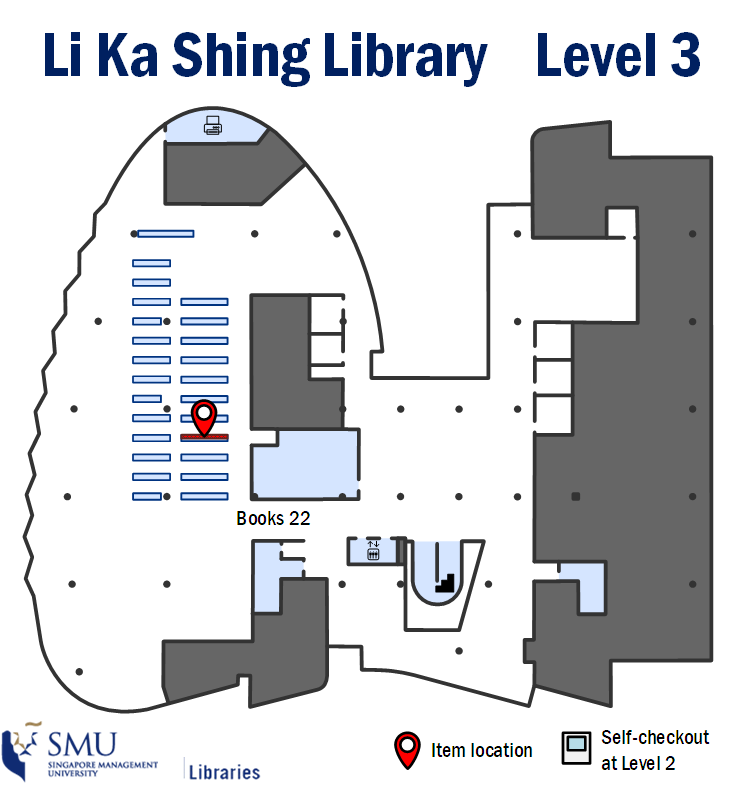 Li Ka Shing Library Level 3
Books 22
SMU
SINGAPORE MANAGEMENT
UNIVERSITY
Libraries
Item location
Self-checkout
at Level 2